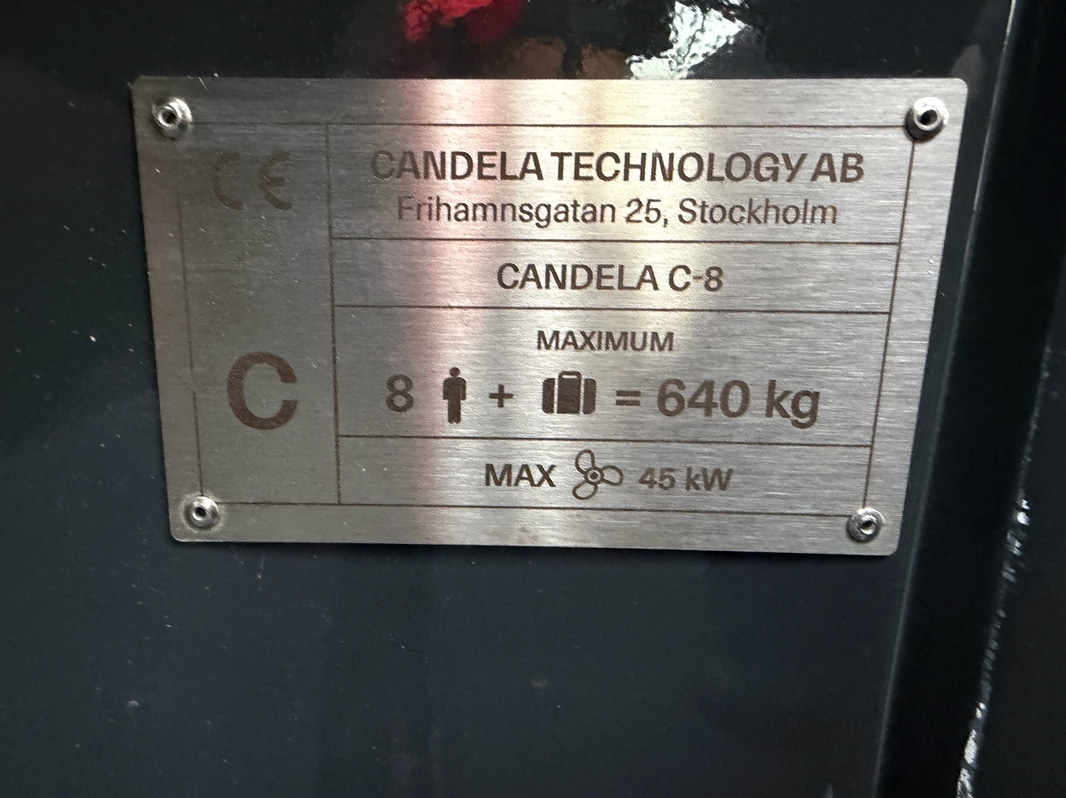 CE
CANDELA TECHNOLOGY AB
Frihamnsgatan 25, Stockholm
CANDELA C-8
C
MAXIMUM
8 + = 640 kg
MAX 45 kW